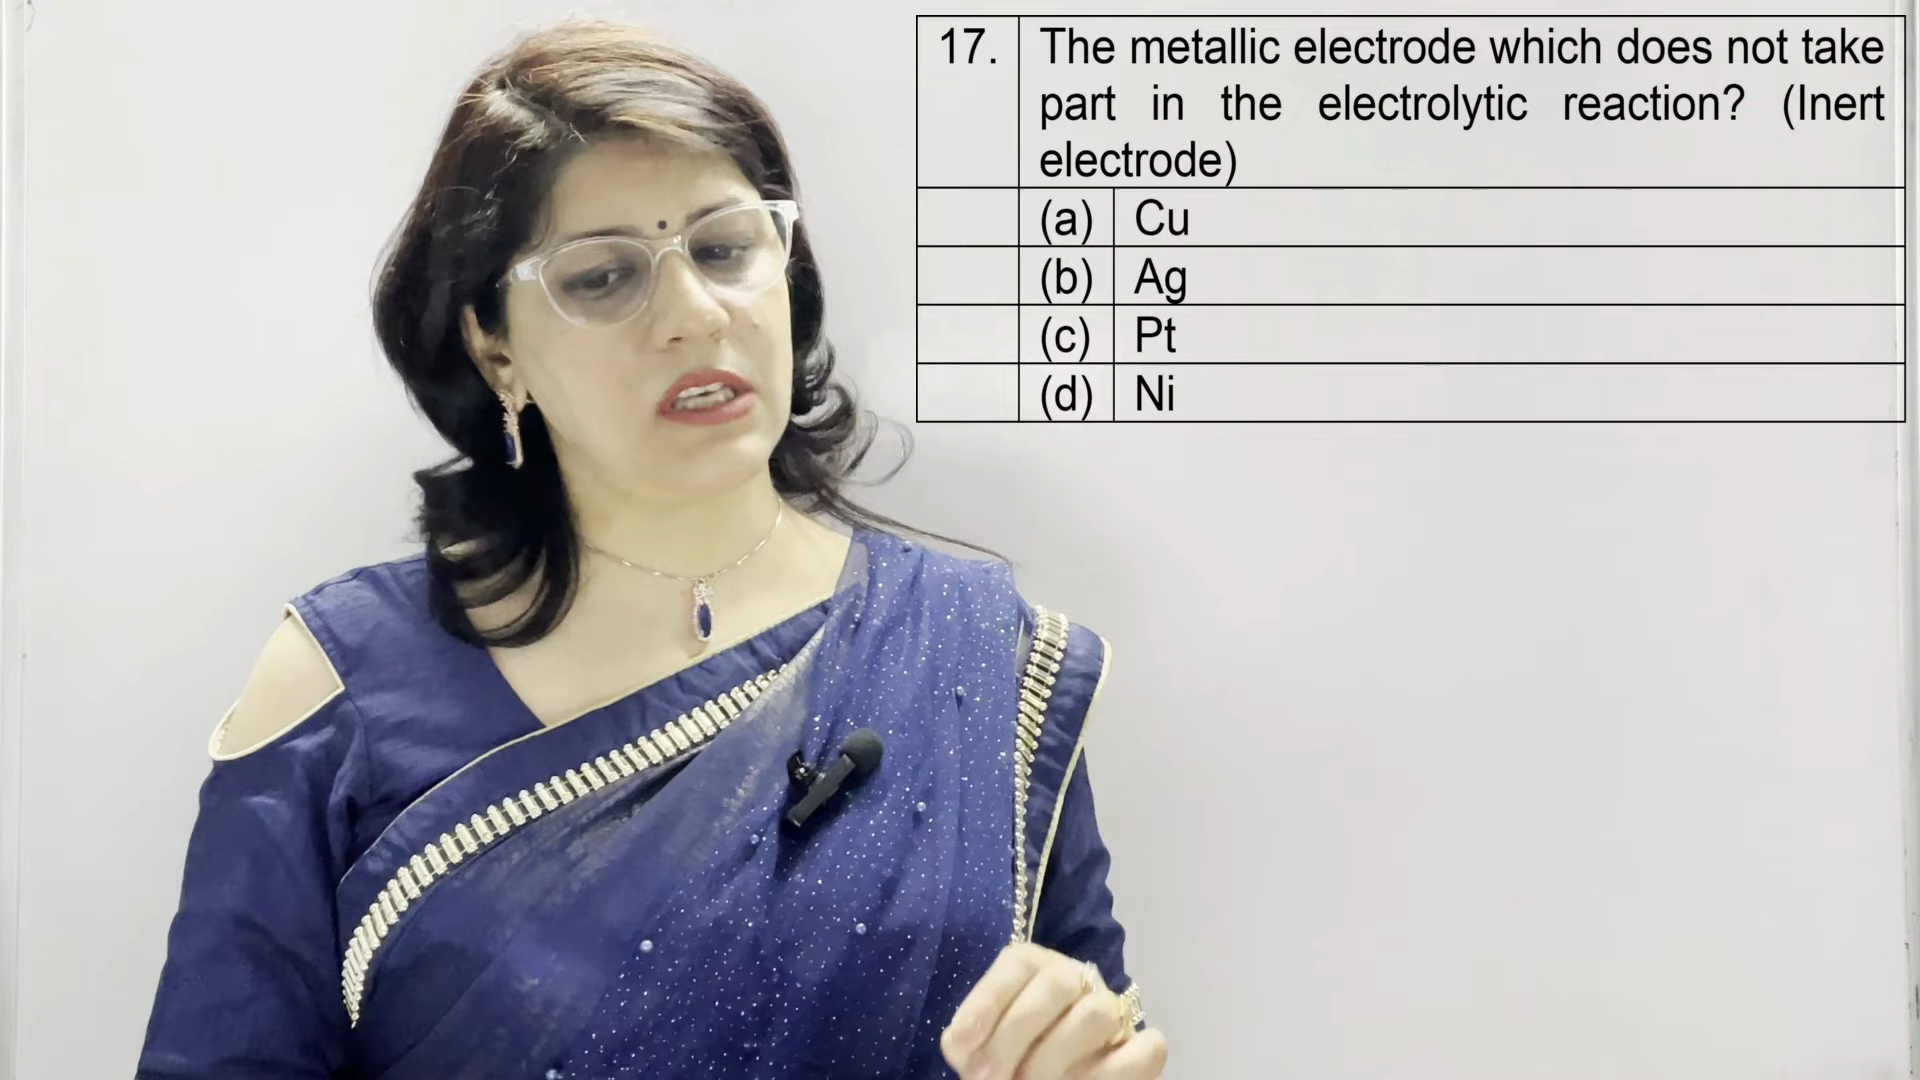 17. The metallic electrode which does not take
part in the electrolytic reaction? (Inert
electrode)
(a) Cu
(b) Ag
(c) Pt
(d) Ni